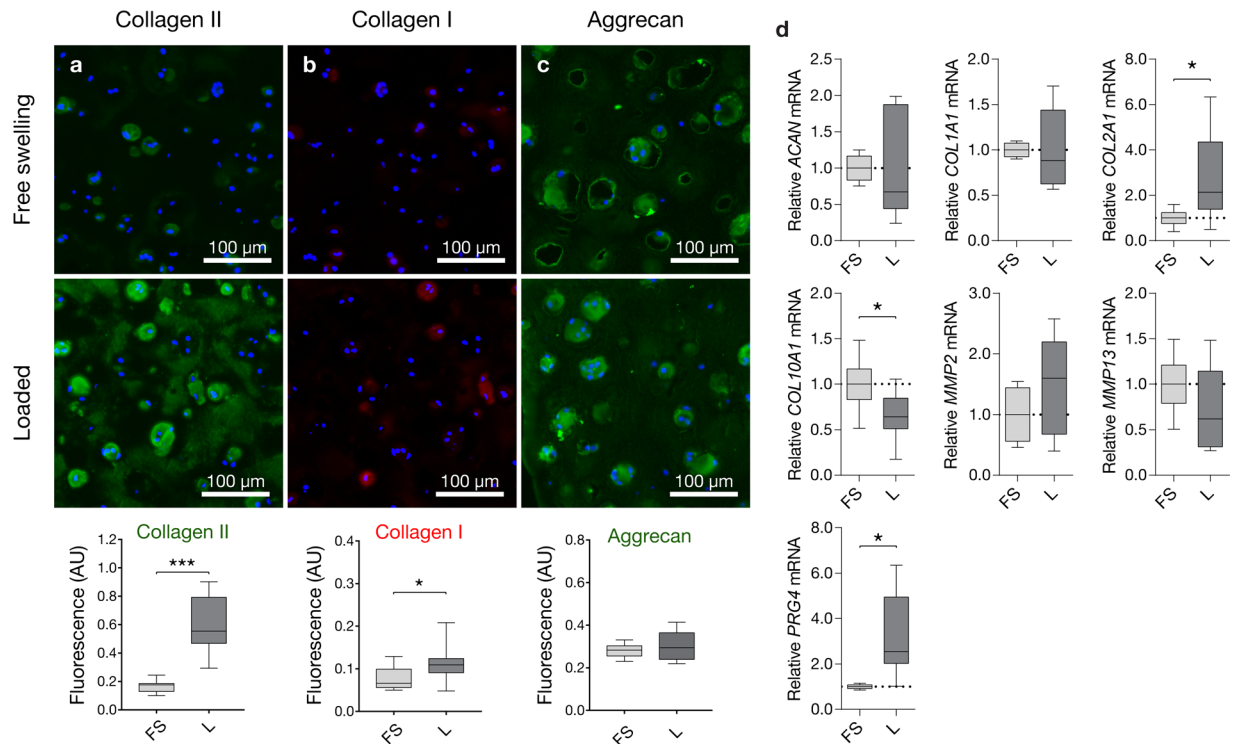 Collagen II
Collagen I
Aggrecan
Free swelling
a
b
c
100 µm
100 µm
100 µm
Loaded
100 µm
100 µm
100 µm
Collagen II
Fluorescence (AU)
1.2
1.0
0.8
0.6
0.4
0.2
0.0
***
FS
L
Collagen I
Fluorescence (AU)
0.4
0.3
0.2
0.1
0.0
*
FS
L
Aggrecan
Fluorescence (AU)
0.8
0.6
0.4
0.2
0.0
FS
L
d
Relative ACAN mRNA
2.5
2.0
1.5
1.0
0.5
0.0
FS
L
Relative COL1A1 mRNA
2.0
1.5
1.0
0.5
0.0
FS
L
Relative COL2A1 mRNA
8.0
6.0
4.0
2.0
0.0
*
FS
L
Relative COL10A1 mRNA
2.0
1.5
1.0
0.5
0.0
*
FS
L
Relative MMP2 mRNA
3.0
2.0
1.0
0.0
FS
L
Relative MMP13 mRNA
2.0
1.5
1.0
0.5
0.0
FS
L
Relative PRG4 mRNA
8.0
6.0
4.0
2.0
0.0
*
FS
L